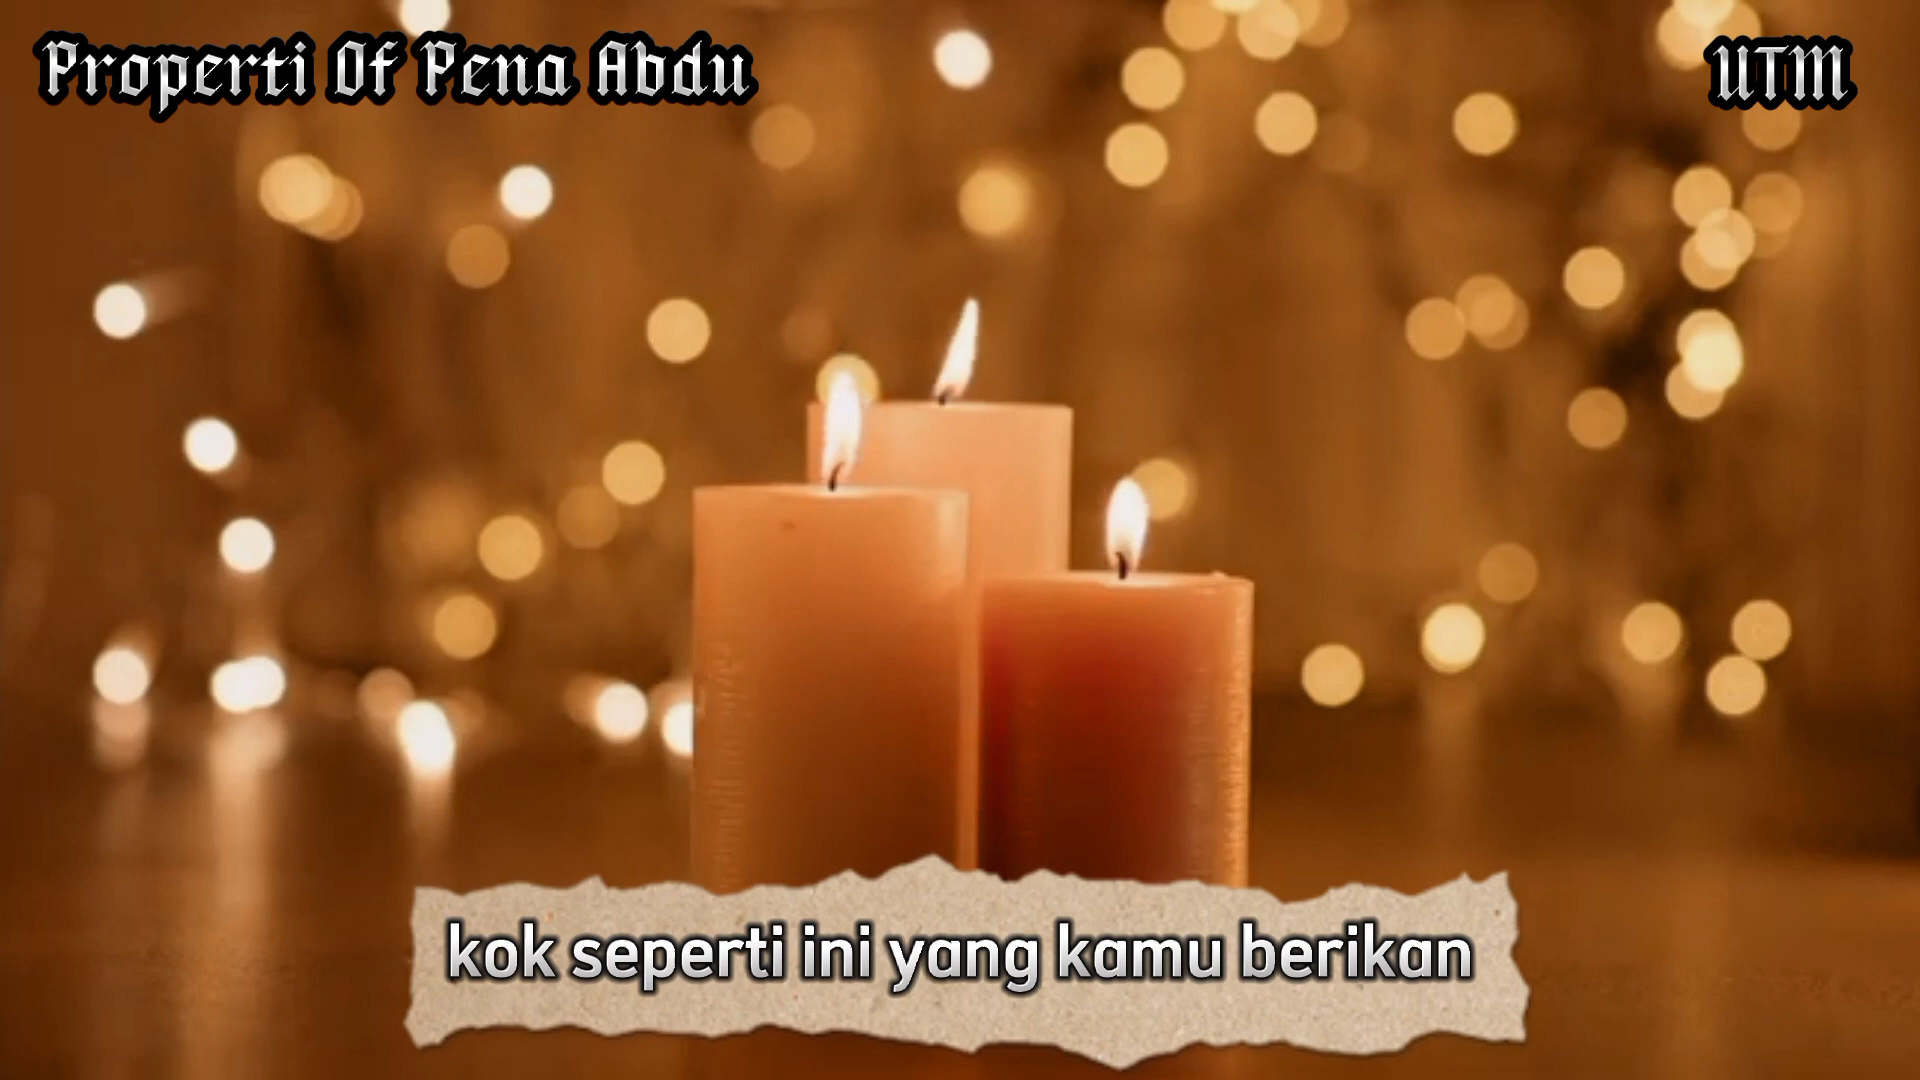 Properti Of Pena Abdu
UTM
kok seperti ini yang kamu berikan